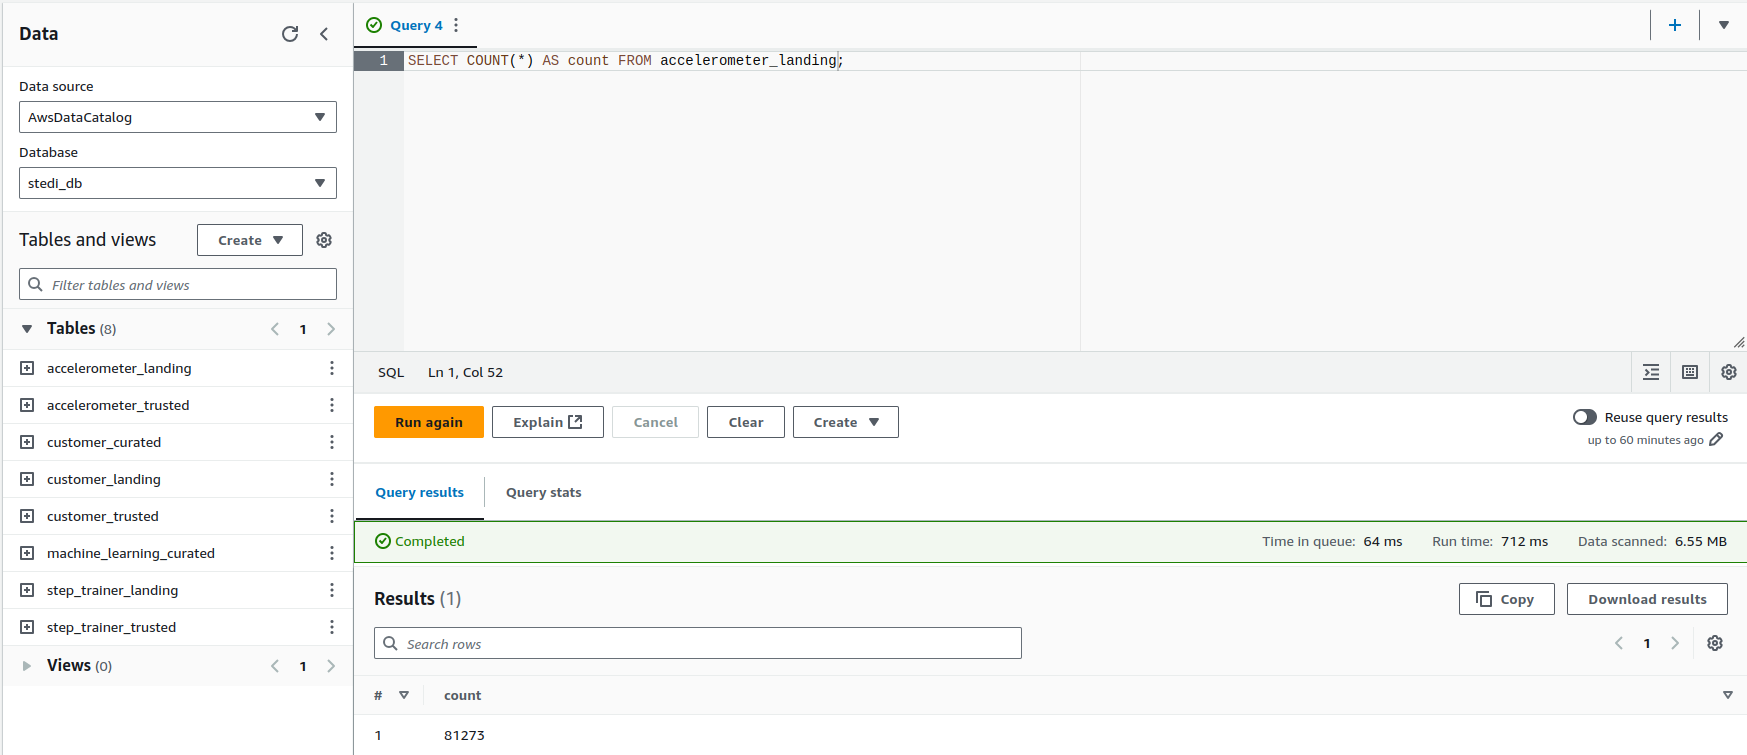 Data
Data source
AwsDataCatalog
Database
stedi_db
Tables and views
Create
Filter tables and views
Tables (8)
1
accelerometer_landing
accelerometer_trusted
customer_curated
customer_landing
customer_trusted
machine_learning_curated
step_trainer_landing
step_trainer_trusted
Views (0)
1
Query 4
1 SELECT COUNT(*) AS count FROM accelerometer_landing;
SQL Ln 1, Col 52
Run again Explain Cancel Clear Create
Reuse query results
up to 60 minutes ago
Query results Query stats
Completed Time in queue: 64 ms Run time: 712 ms Data scanned: 6.55 MB
Results (1) Copy Download results
Search rows 1
# count
1 81273